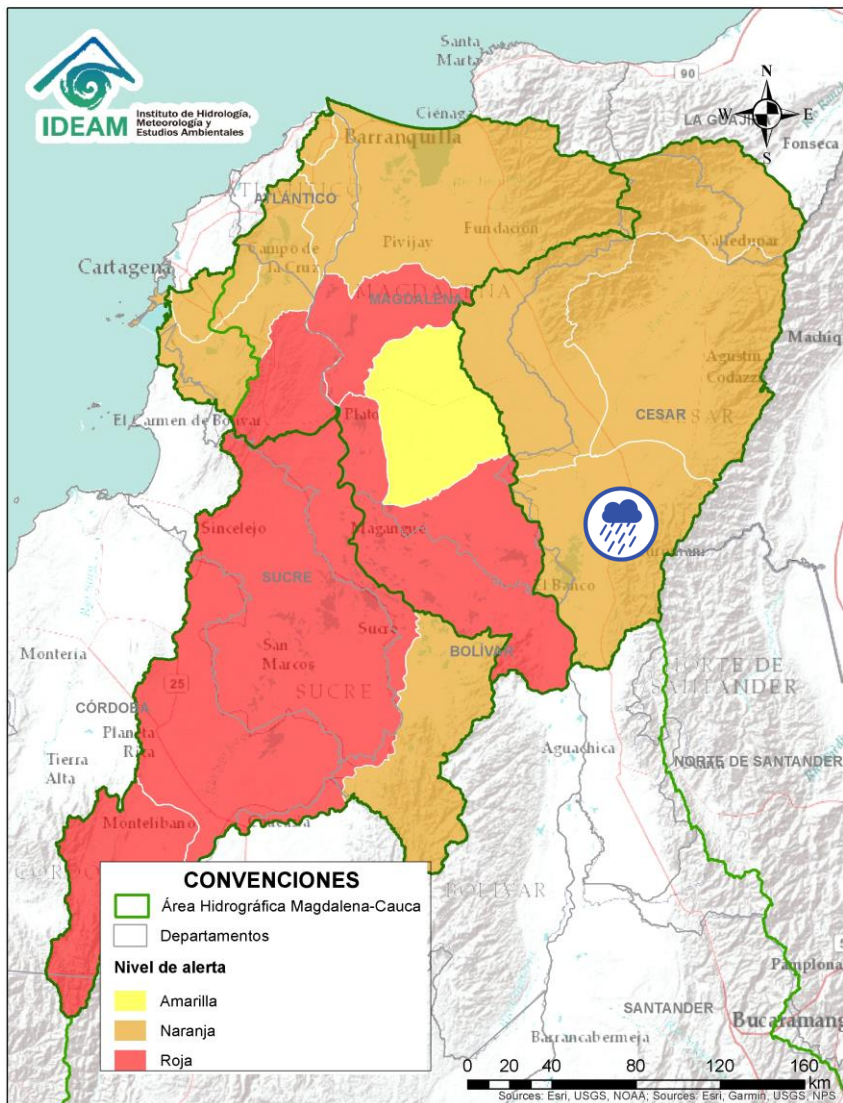 Santa
Marta
90
N
W E
S
IDEAM
Instituto de Hidrología,
Meteorología y
Estudios Ambientales
Ciénaga
LA GUAJIRA
Fonseca
Barranquilla
ATLÁNTICO
ATLÁNTICO
Fundación
Pivijay
Valledupar
Campo de
la Cruz
Cartagena
MAGDALENA
MAGDALENA
Machiq
Agustín
Codazzi
El Carmen de Bolívar
Plato
CESAR
CESAR
Sincelejo
Magangué
El Banco
SUCRE
Sucre
BOLÍVAR
San
Marcos
Montería
NORTE DE
SANTANDER
25
SUCRE
CÓRDOBA
Planeta
Rica
Tierra
Alta
Aguachica
NORTE DE SANTANDER
Montelíbano
BOLÍVAR
CONVENCIONES
Área Hidrográfica Magdalena-Cauca
Departamentos
Nivel de alerta
Amarilla
Naranja
Roja
Pamplona
SANTANDER
Bucaramang
Barrancabermeja
0 20 40 80 120 160
km
Sources: Esri, USGS, NOAA; Sources: Esri, Garmin, USGS, NPS